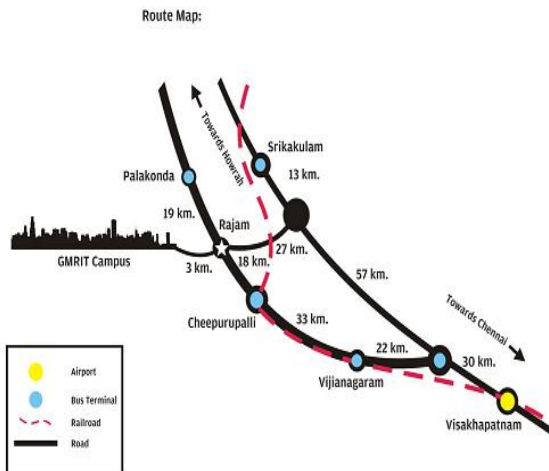 Route Map:
Towards Howrah
Srikakulam
13 km.
Palakonda
19 km.
Rajam
GMRIT Campus
3 km.
18 km.
27 km.
57 km.
Cheepurupalli
33 km.
22 km.
Towards Chennai
30 km.
Vijianagaram
Visakhapatnam
Airport
Bus Terminal
Railroad
Road